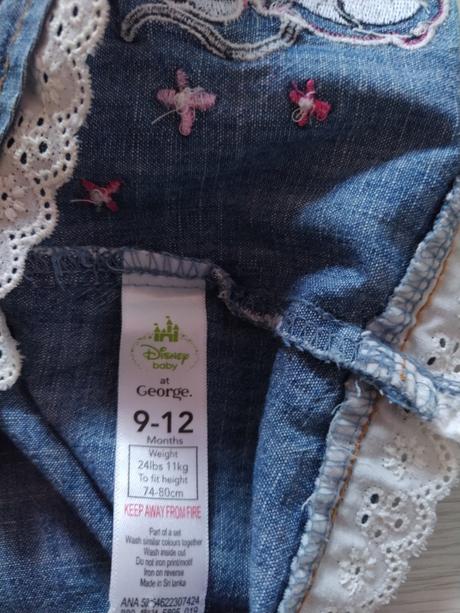 Disney
baby
at
George.
9-12
Months
Weight
24lbs 11kg
To fit height
74-80cm
KEEP AWAY FROM FIRE
Part of a set
Wash similar colours together
Wash inside out
Do not iron print/motif
Iron on reverse
Made in Sri lanka
ANA